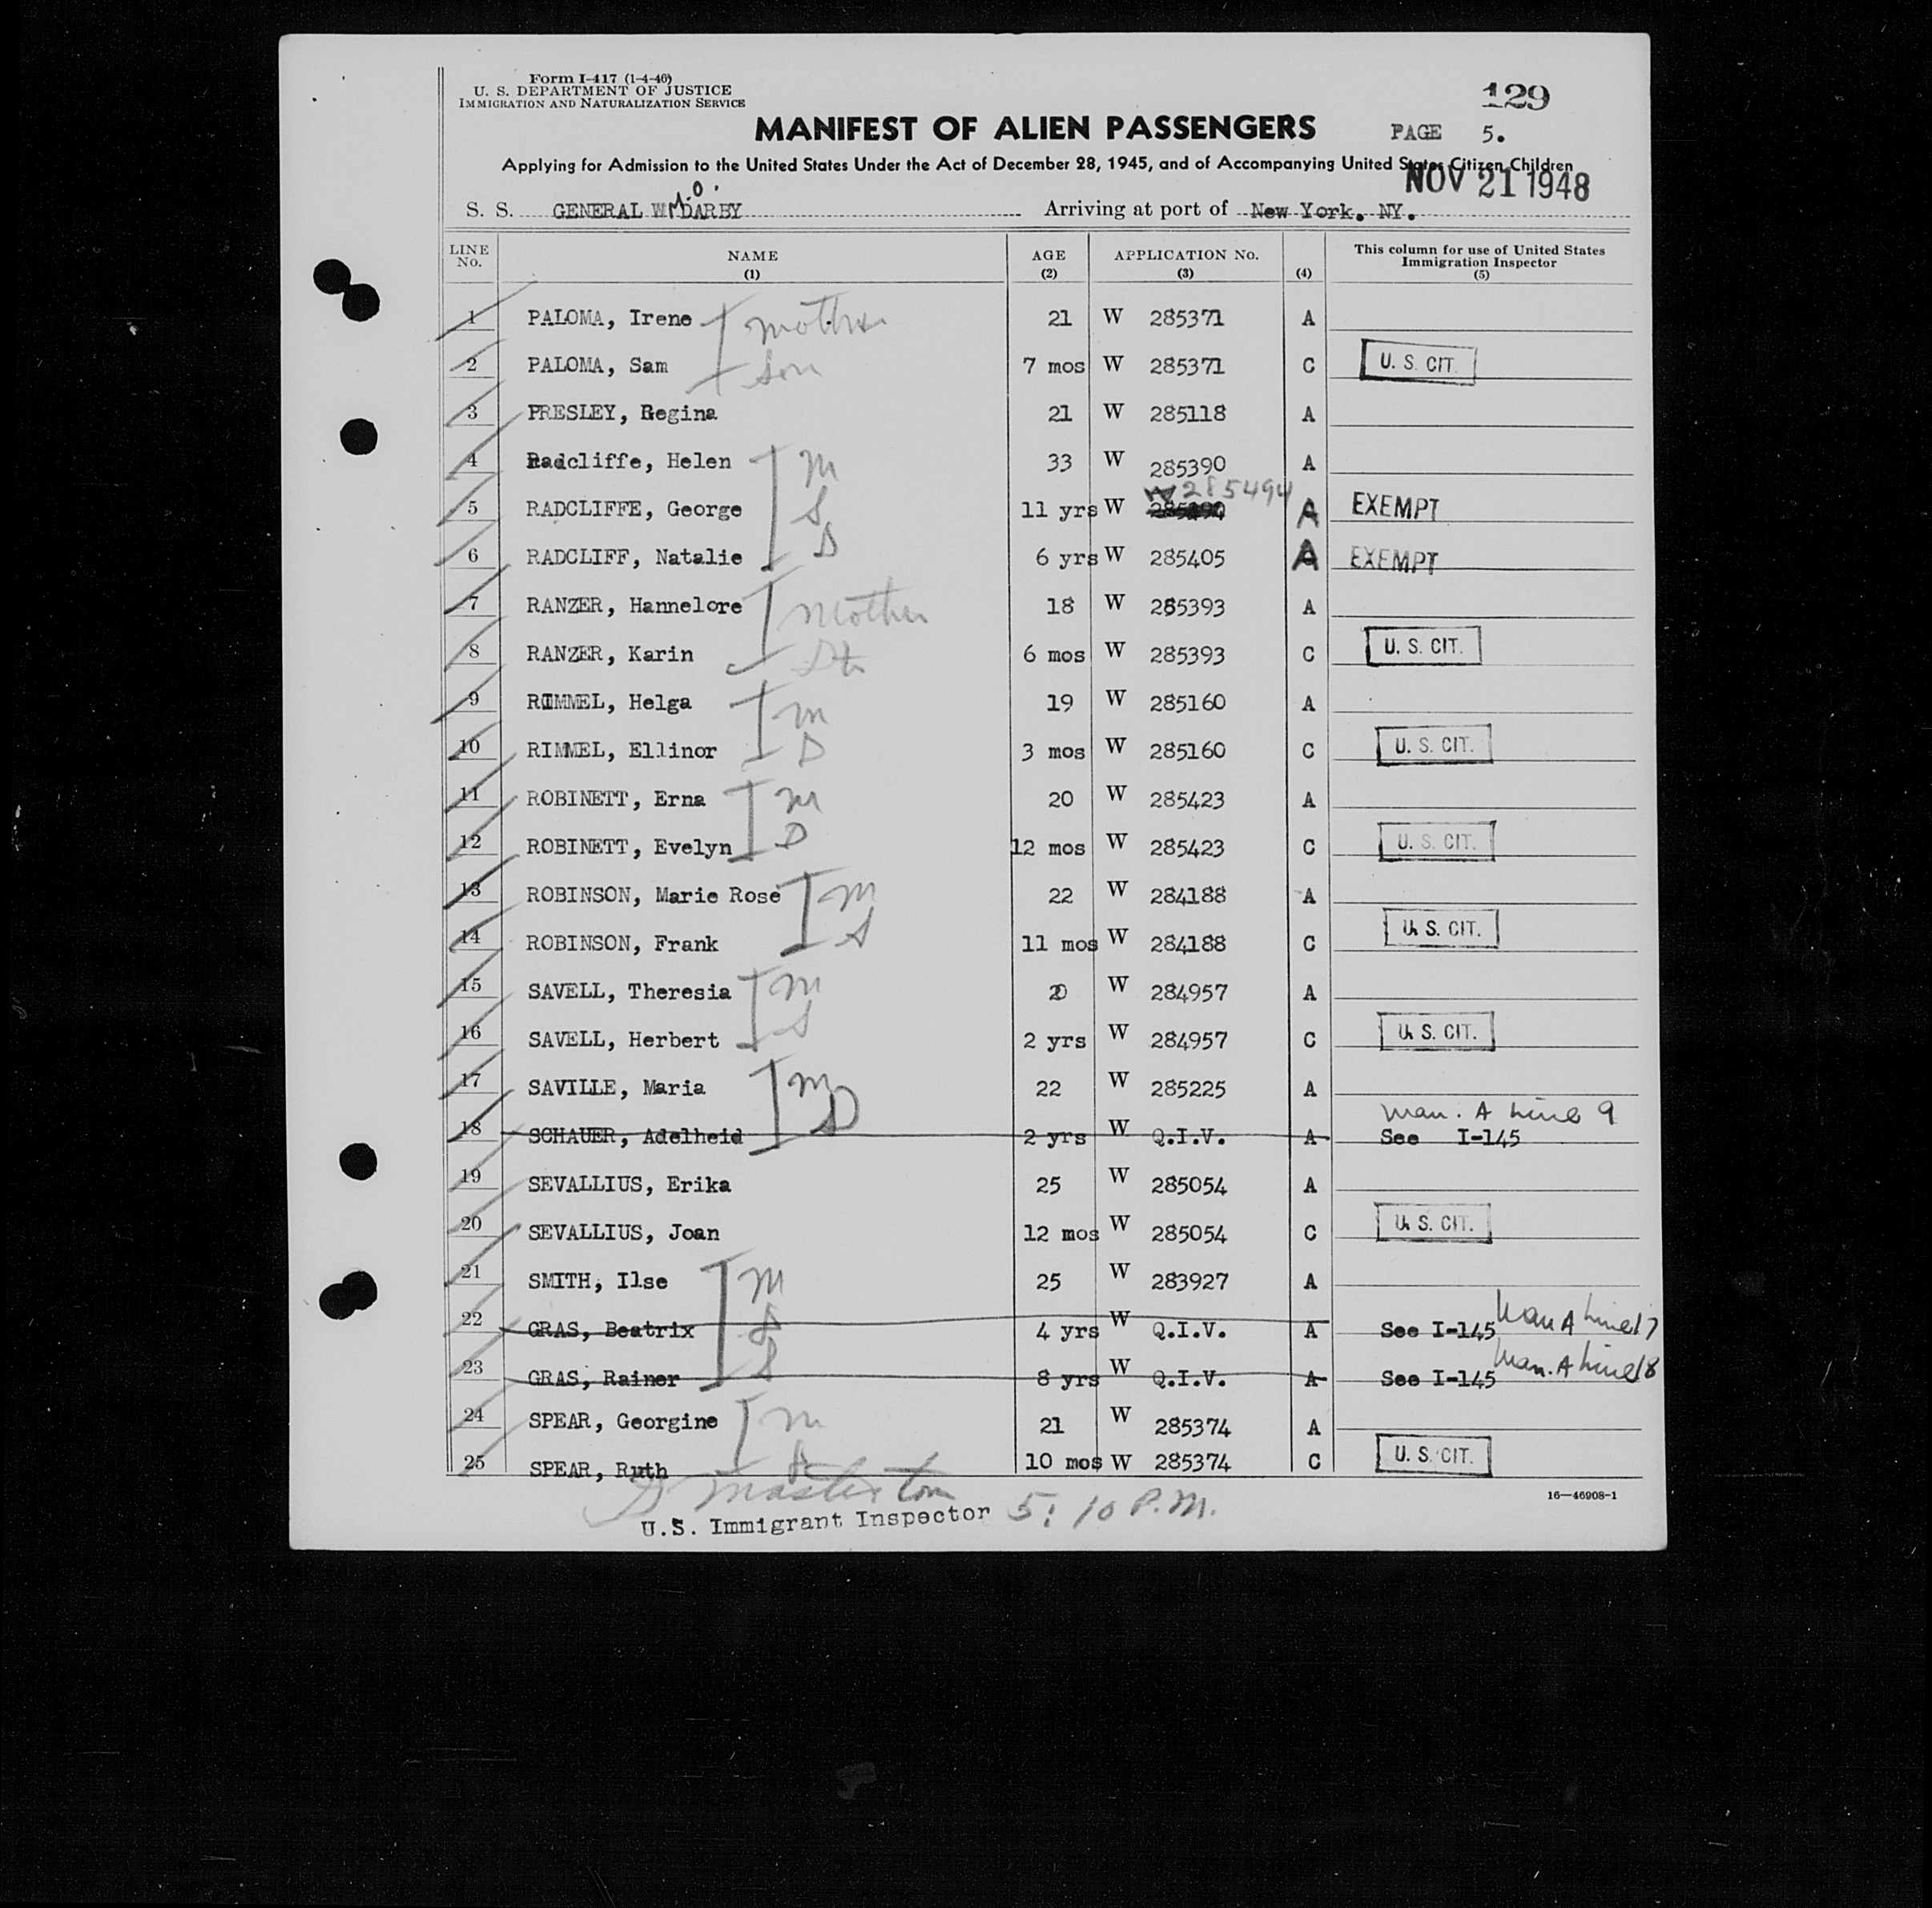 Form I-417 (1-4-46)
U. S. DEPARTMENT OF JUSTICE
IMMIGRATION AND NATURALIZATION SERVICE
129
MANIFEST OF ALIEN PASSENGERS PAGE 5.
Applying for Admission to the United States Under the Act of December 28, 1945, and of Accompanying United States Citizen Children
NOV 21 1948
S. S. GENERAL WM.O. DARBY Arriving at port of New York. NY.
LINE No. NAME (1) AGE (2) APPLICATION No. (3) (4) This column for use of United States Immigration Inspector (5)
1 PALOMA, Irene mother 21 W 285371 A
2 PALOMA, Sam son 7 mos W 285371 C U. S. CIT.
3 PRESLEY, Regina 21 W 285118 A
4 Radcliffe, Helen M 33 W 285390 A
W 285494
5 RADCLIFFE, George S 11 yrs W 285390 A EXEMPT
6 RADCLIFF, Natalie D 6 yrs W 285405 A EXEMPT
7 RANZER, Hannelore Mother 18 W 285393 A
8 RANZER, Karin 6 mos W 285393 C U. S. CIT.
9 RIMMEL, Helga M 19 W 285160 A
10 RIMMEL, Ellinor D 3 mos W 285160 C U. S. CIT.
11 ROBINETT, Erna M 20 W 285423 A
12 ROBINETT, Evelyn D 12 mos W 285423 C U. S. CIT.
13 ROBINSON, Marie Rose M 22 W 284188 A
14 ROBINSON, Frank S 11 mos W 284188 C U. S. CIT.
15 SAVELL, Theresia M 20 W 284957 A
16 SAVELL, Herbert S 2 yrs W 284957 C U. S. CIT.
17 SAVILLE, Maria M 22 W 285225 A
Man. A Line 9
18 SCHAUER, Adelheid D 2 yrs W Q.I.V. A See I-145
19 SEVALLIUS, Erika 25 W 285054 A
20 SEVALLIUS, Joan 12 mos W 285054 C U. S. CIT.
21 SMITH, Ilse M 25 W 283927 A
22 GRAS, Beatrix 4 yrs W Q.I.V. A See I-145 Man A Line 17
23 GRAS, Rainer S 8 yrs W Q.I.V. A See I-145 Man. A Line 18
24 SPEAR, Georgine M 21 W 285374 A
25 SPEAR, Ruth 10 mos W 285374 C U. S. CIT.
Masterton
U.S. Immigrant Inspector 5:10 P.M.
16—46908-1